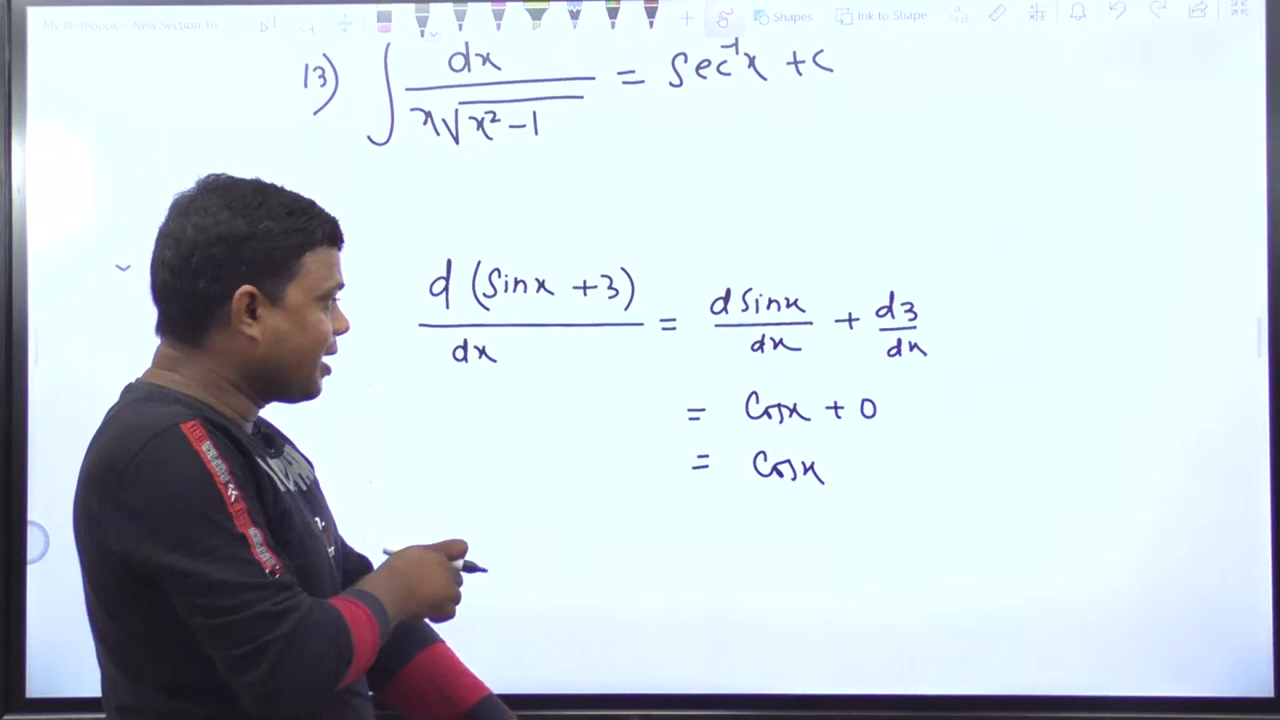 My Notebook - New Section 16
Shapes
Ink to Shape
13) ∫ dx / x√(x² - 1) = Sec⁻¹x + c
d (Sinx + 3) / dx = d Sinx / dx + d3 / dx
= Cosx + 0
= Cosx